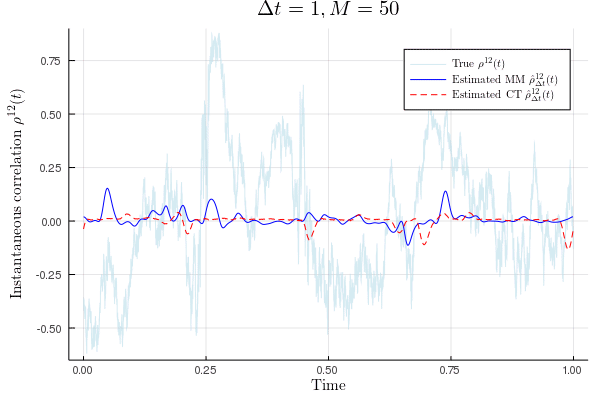 Δt = 1, M = 50
True ρ¹²(t)
Estimated MM ρ̂¹²_Δt(t)
Estimated CT ρ̂¹²_Δt(t)
Instantaneous correlation ρ¹²(t)
0.75
0.50
0.25
0.00
-0.25
-0.50
0.00 0.25 0.50 0.75 1.00
Time